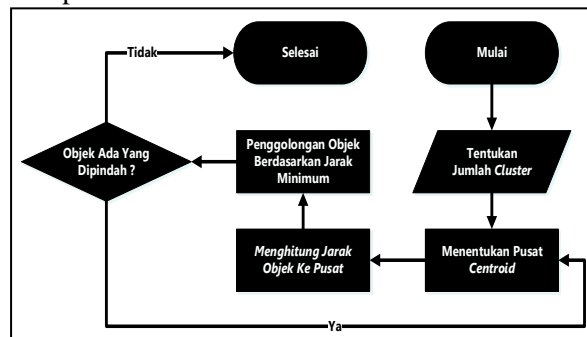 Tidak
Selesai
Mulai
Objek Ada Yang
Dipindah ?
Penggolongan Objek
Berdasarkan Jarak
Minimum
Tentukan
Jumlah Cluster
Menghitung Jarak
Objek Ke Pusat
Menentukan Pusat
Centroid
Ya